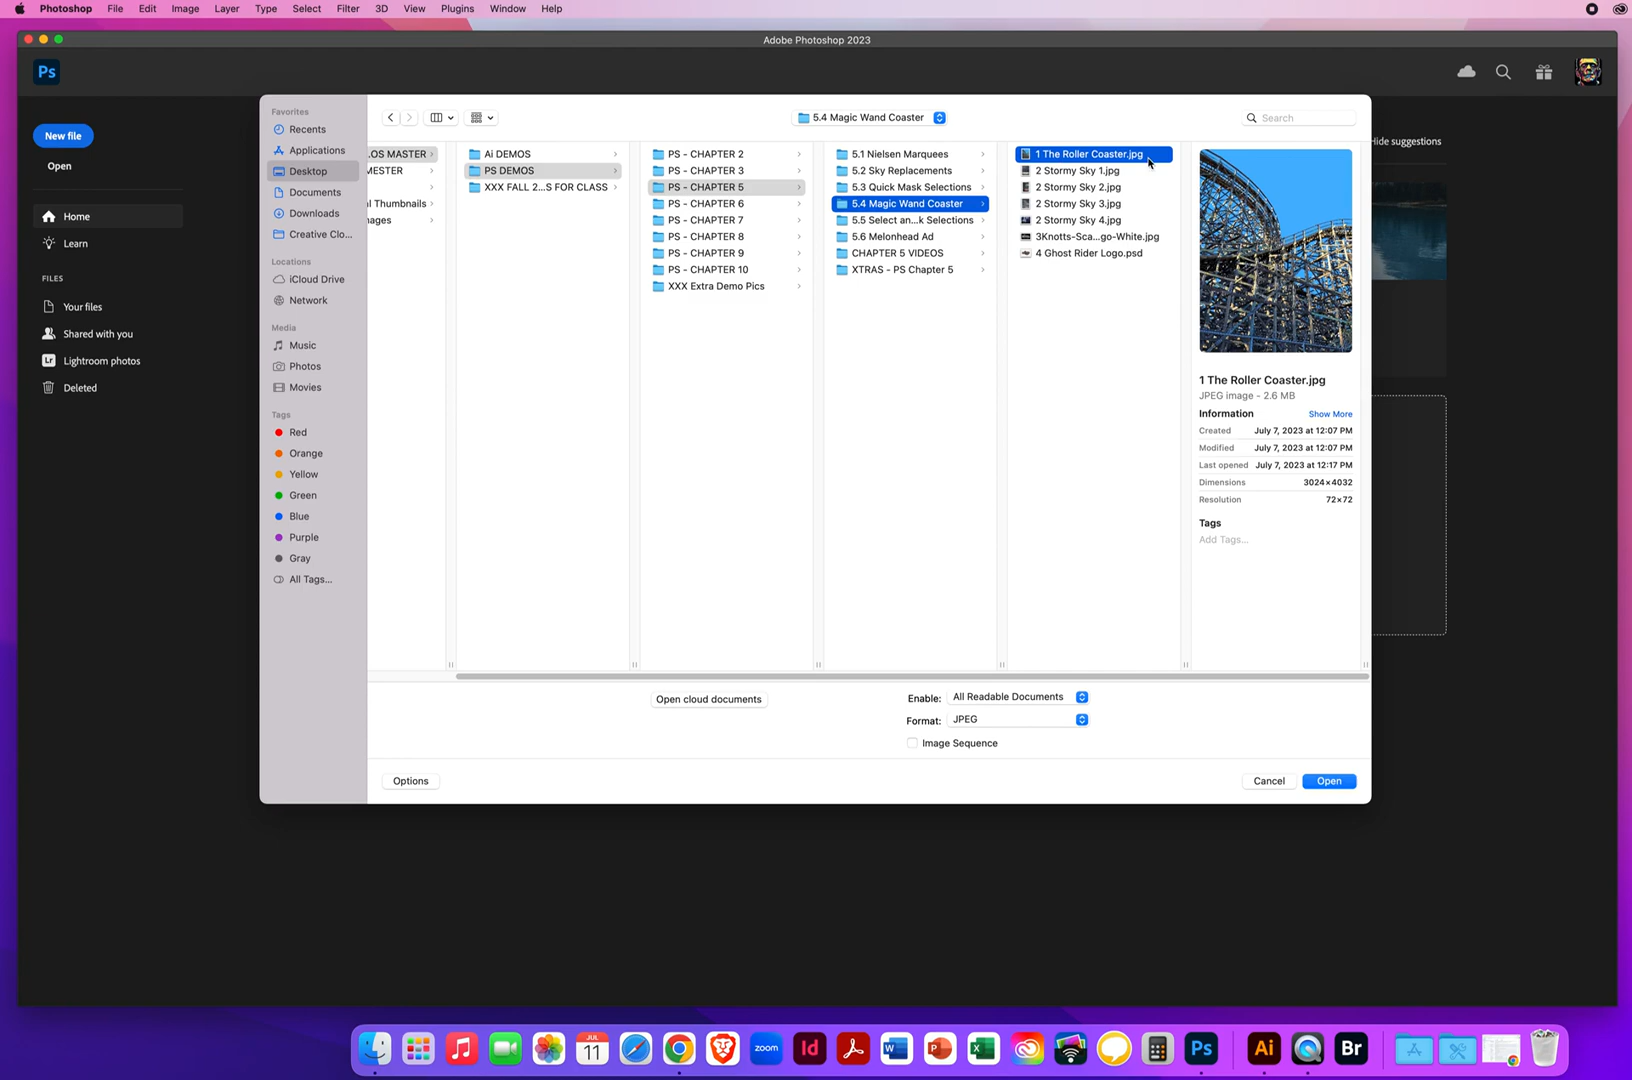 Photoshop File Edit Image Layer Type Select Filter 3D View Plugins Window Help
Adobe Photoshop 2023
Ps
New file
Open
Home
Learn
FILES
Your files
Shared with you
Lr Lightroom photos
Deleted
Hide suggestions
Favorites
Recents
Applications
Desktop
Documents
Downloads
Creative Clo...
Locations
iCloud Drive
Network
Media
Music
Photos
Movies
Tags
Red
Orange
Yellow
Green
Blue
Purple
Gray
All Tags...
5.4 Magic Wand Coaster
Search
.OS MASTER
MESTER
l Thumbnails
nages
Ai DEMOS
PS DEMOS
XXX FALL 2...S FOR CLASS
PS - CHAPTER 2
PS - CHAPTER 3
PS - CHAPTER 5
PS - CHAPTER 6
PS - CHAPTER 7
PS - CHAPTER 8
PS - CHAPTER 9
PS - CHAPTER 10
XXX Extra Demo Pics
5.1 Nielsen Marquees
5.2 Sky Replacements
5.3 Quick Mask Selections
5.4 Magic Wand Coaster
5.5 Select an...k Selections
5.6 Melonhead Ad
CHAPTER 5 VIDEOS
XTRAS - PS Chapter 5
1 The Roller Coaster.jpg
2 Stormy Sky 1.jpg
2 Stormy Sky 2.jpg
2 Stormy Sky 3.jpg
2 Stormy Sky 4.jpg
3Knotts-Sca...go-White.jpg
4 Ghost Rider Logo.psd
1 The Roller Coaster.jpg
JPEG image - 2.6 MB
Information Show More
Created July 7, 2023 at 12:07 PM
Modified July 7, 2023 at 12:07 PM
Last opened July 7, 2023 at 12:17 PM
Dimensions 3024×4032
Resolution 72×72
Tags
Add Tags...
Open cloud documents
Enable: All Readable Documents
Format: JPEG
Image Sequence
Options
Cancel
Open
JUL
11
zoom
Id
W
P
X
Ps
Ai
Br